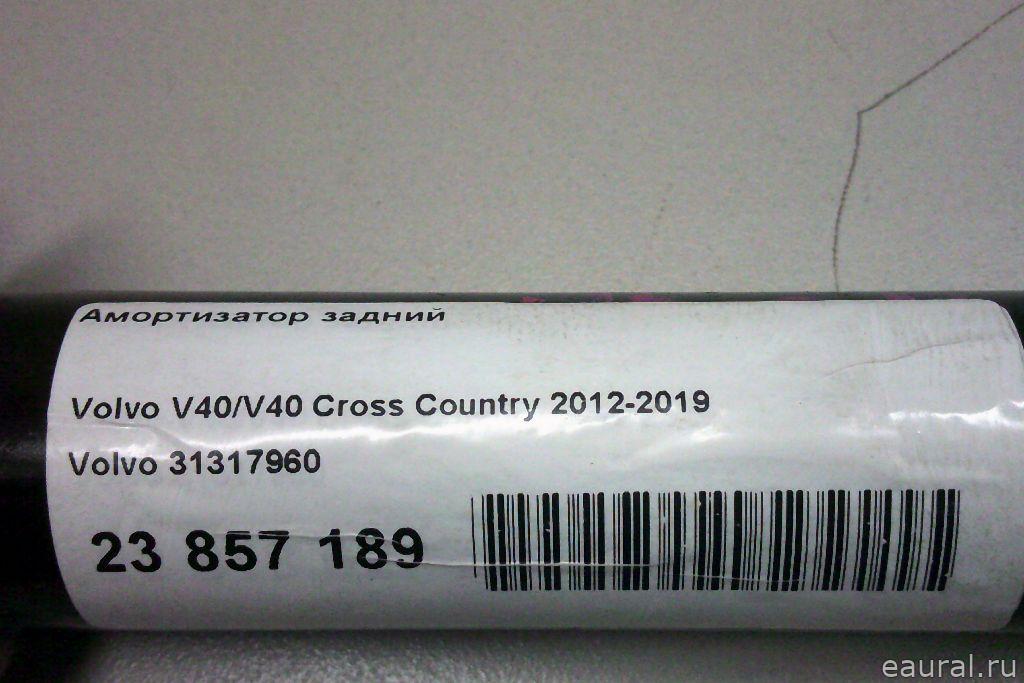 Амортизатор задний
Volvo V40/V40 Cross Country 2012-2019
Volvo 31317960
23 857 189
eaural.ru